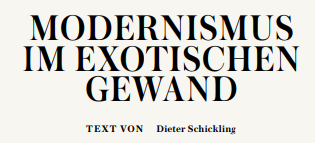 MODERNISMUS
IM EXOTISCHEN
GEWAND
TEXT VON Dieter Schickling